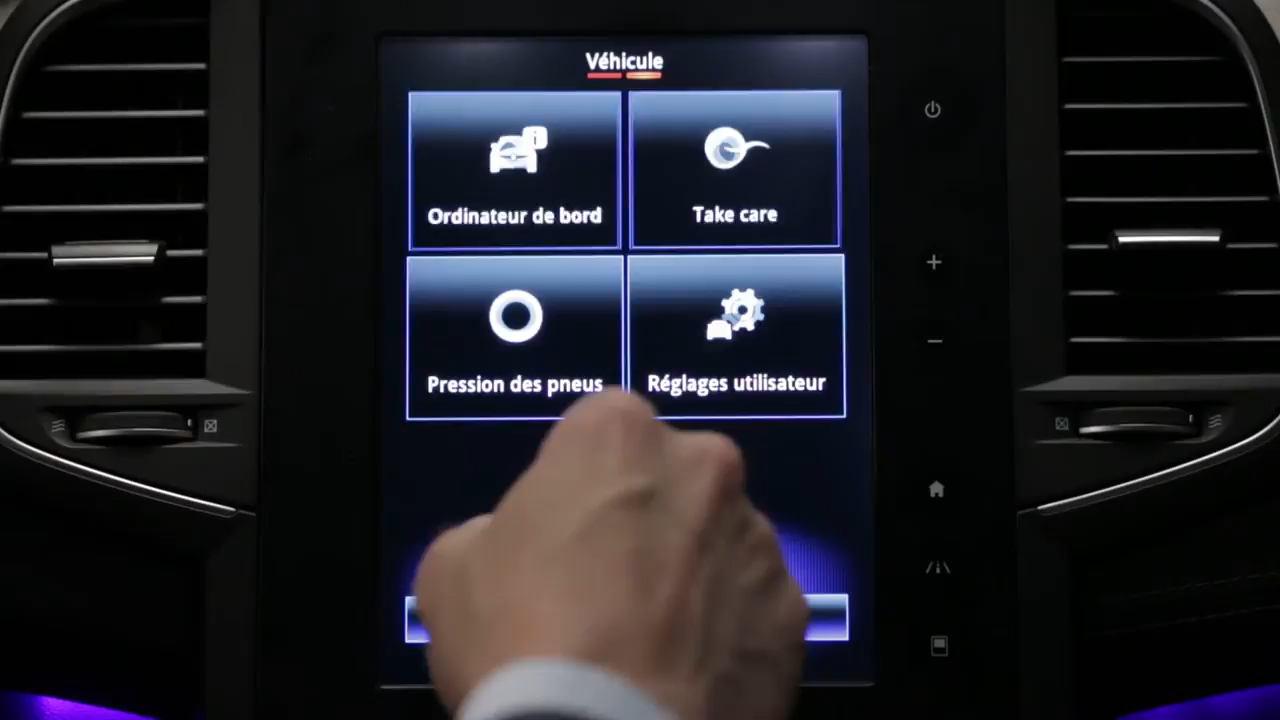 Véhicule
Ordinateur de bord
Take care
Pression des pneus
Réglages utilisateur